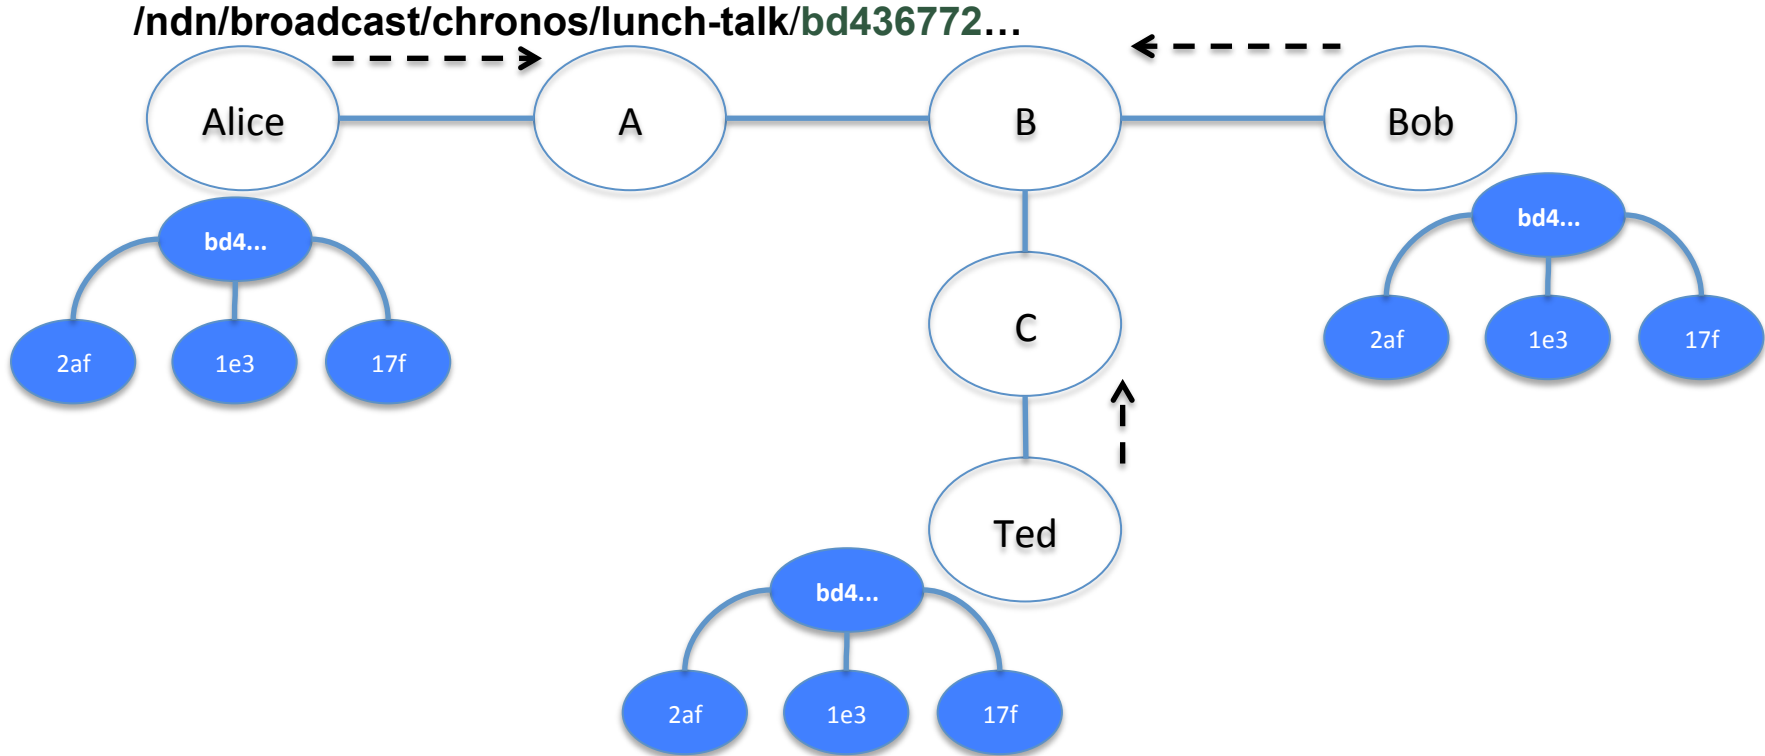 /ndn/broadcast/chronos/lunch-talk/bd436772...
Alice
A
B
Bob
bd4...
2af
1e3
17f
bd4...
2af
1e3
17f
C
Ted
bd4...
2af
1e3
17f